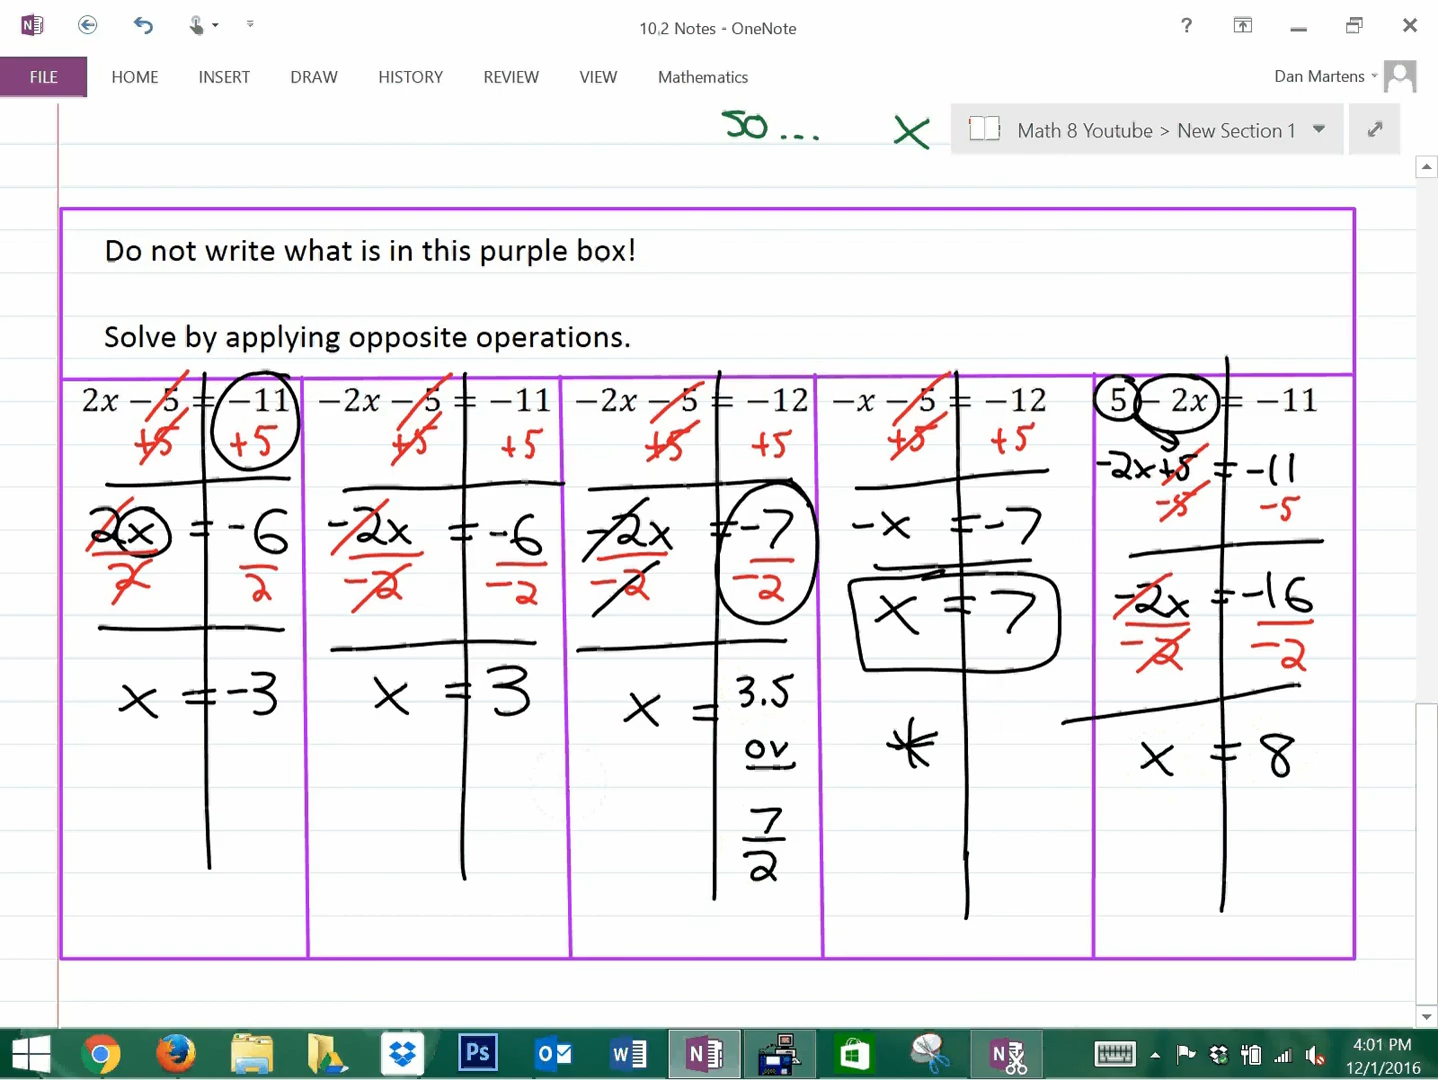 10,2 Notes - OneNote
?
FILE HOME INSERT DRAW HISTORY REVIEW VIEW Mathematics
Dan Martens
so ... x
Math 8 Youtube > New Section 1
Do not write what is in this purple box!
Solve by applying opposite operations.
2x − 5 = −11
+5 +5
2x = -6
2 2
x = -3
−2x − 5 = −11
+5 +5
-2x = -6
-2 -2
x = 3
−2x − 5 = −12
+5 +5
-2x = -7
-2 -2
x = 3.5
or
7
2
−x − 5 = −12
+5 +5
-x = -7
x = 7
*
5 − 2x = −11
-2x+5 = -11
-5 -5
-2x = -16
-2 -2
x = 8
Ps
4:01 PM
12/1/2016